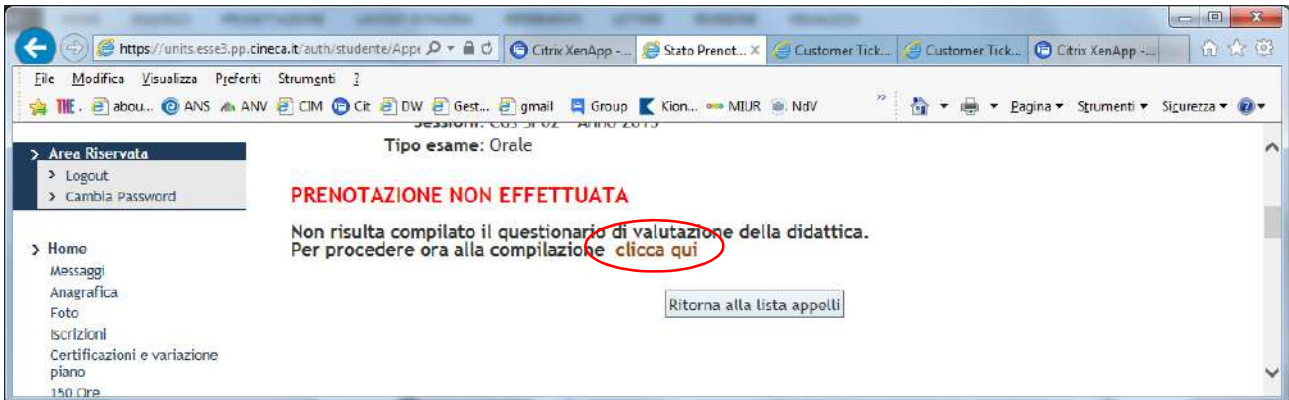 https://units.esse3.pp.cineca.it/auth/studente/Appe
Citrix XenApp -...
Stato Prenot...
Customer Tick...
Customer Tick...
Citrix XenApp -...
File Modifica Visualizza Preferiti Strumenti ?
THE. abou... ANS ANV CIM Cit DW Gest... gmail Group Kion... MIUR NdV » Pagina Strumenti Sicurezza
Tipo esame: Orale
> Area Riservata
> Logout
> Cambia Password
PRENOTAZIONE NON EFFETTUATA
Non risulta compilato il questionario di valutazione della didattica.
Per procedere ora alla compilazione clicca qui
> Home
Messaggi
Anagrafica
Foto
Iscrizioni
Certificazioni e variazione
piano
150 Ore
Ritorna alla lista appelli